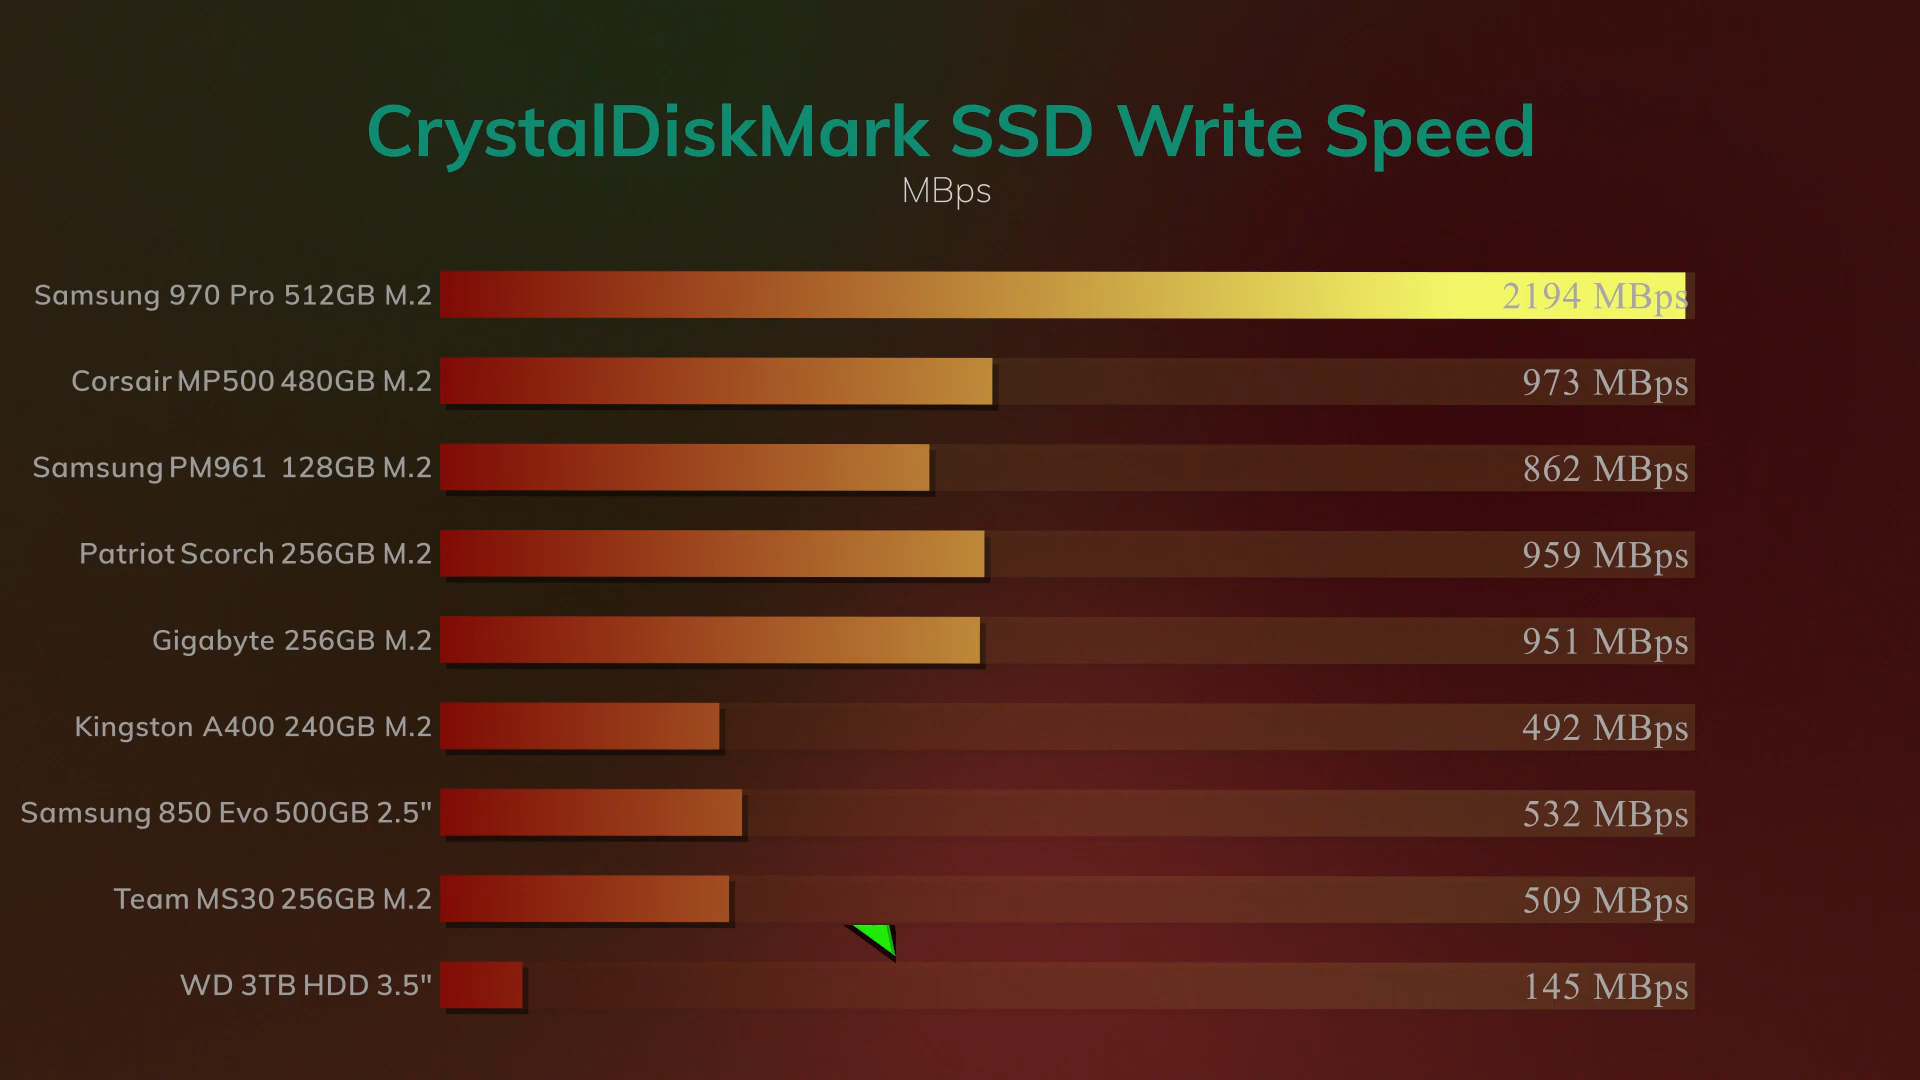 CrystalDiskMark SSD Write Speed
MBps
Samsung 970 Pro 512GB M.2 2194 MBps
Corsair MP500 480GB M.2 973 MBps
Samsung PM961 128GB M.2 862 MBps
Patriot Scorch 256GB M.2 959 MBps
Gigabyte 256GB M.2 951 MBps
Kingston A400 240GB M.2 492 MBps
Samsung 850 Evo 500GB 2.5" 532 MBps
Team MS30 256GB M.2 509 MBps
WD 3TB HDD 3.5" 145 MBps